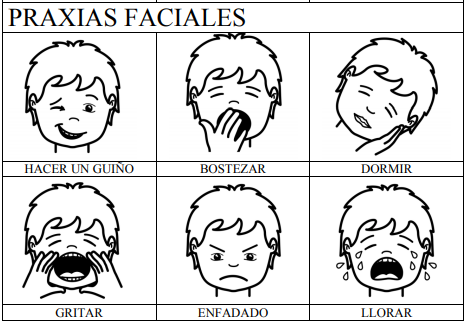 PRAXIAS FACIALES
HACER UN GUIÑO
BOSTEZAR
DORMIR
GRITAR
ENFADADO
LLORAR